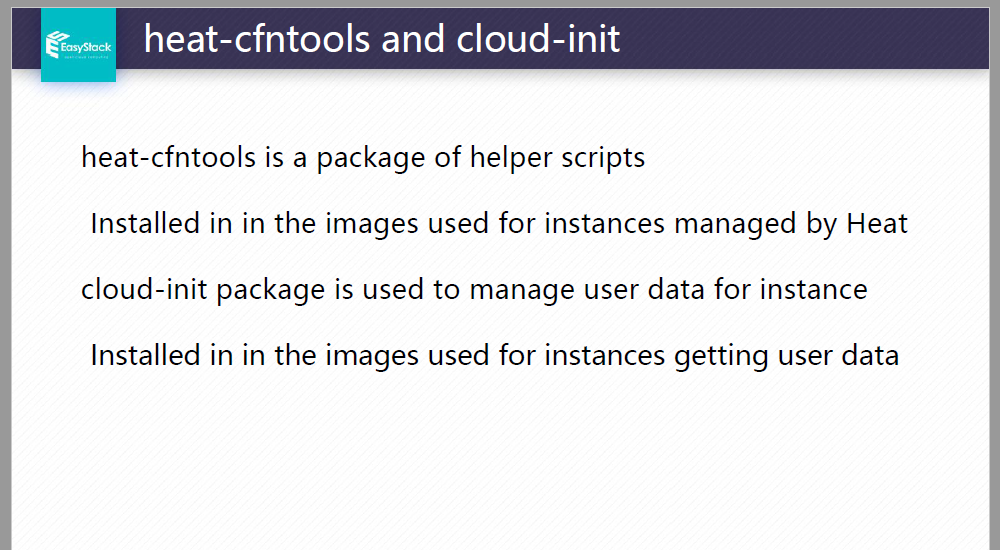 EasyStack
heat-cfntools and cloud-init
heat-cfntools is a package of helper scripts
Installed in in the images used for instances managed by Heat
cloud-init package is used to manage user data for instance
Installed in in the images used for instances getting user data